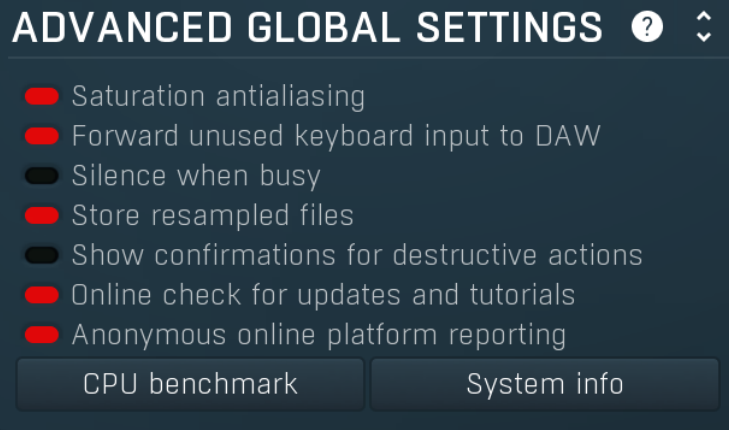 ADVANCED GLOBAL SETTINGS ?
Saturation antialiasing
Forward unused keyboard input to DAW
Silence when busy
Store resampled files
Show confirmations for destructive actions
Online check for updates and tutorials
Anonymous online platform reporting
CPU benchmark System info